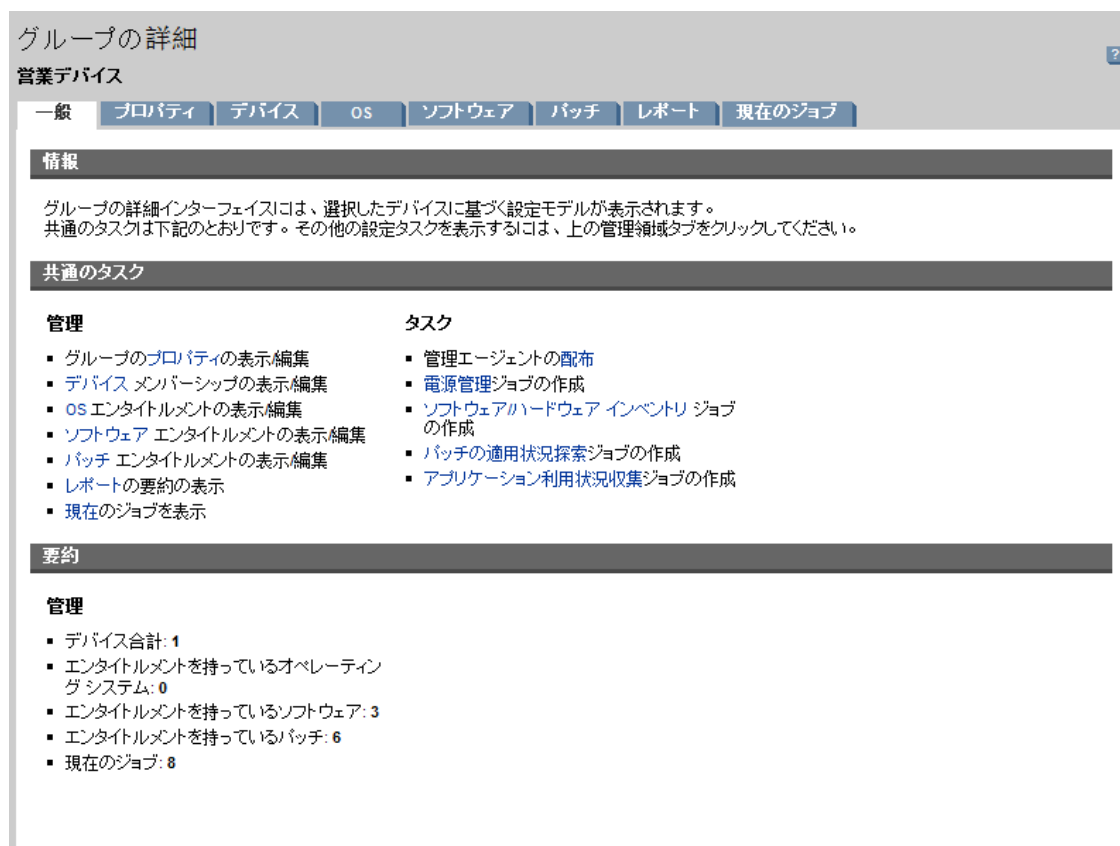 グループの詳細
?
営業デバイス
一般 プロパティ デバイス OS ソフトウェア パッチ レポート 現在のジョブ
情報
グループの詳細インターフェイスには、選択したデバイスに基づく設定モデルが表示されます。
共通のタスクは下記のとおりです。その他の設定タスクを表示するには、上の管理領域タブをクリックしてください。
共通のタスク
管理
▪ グループのプロパティの表示/編集
▪ デバイス メンバーシップの表示/編集
▪ OS エンタイトルメントの表示/編集
▪ ソフトウェア エンタイトルメントの表示/編集
▪ パッチ エンタイトルメントの表示/編集
▪ レポートの要約の表示
▪ 現在のジョブを表示
タスク
▪ 管理エージェントの配布
▪ 電源管理ジョブの作成
▪ ソフトウェア/ハードウェア インベントリ ジョブ
の作成
▪ パッチの適用状況探索ジョブの作成
▪ アプリケーション利用状況収集ジョブの作成
要約
管理
▪ デバイス合計: 1
▪ エンタイトルメントを持っているオペレーティン
グ システム: 0
▪ エンタイトルメントを持っているソフトウェア: 3
▪ エンタイトルメントを持っているパッチ: 6
▪ 現在のジョブ: 8